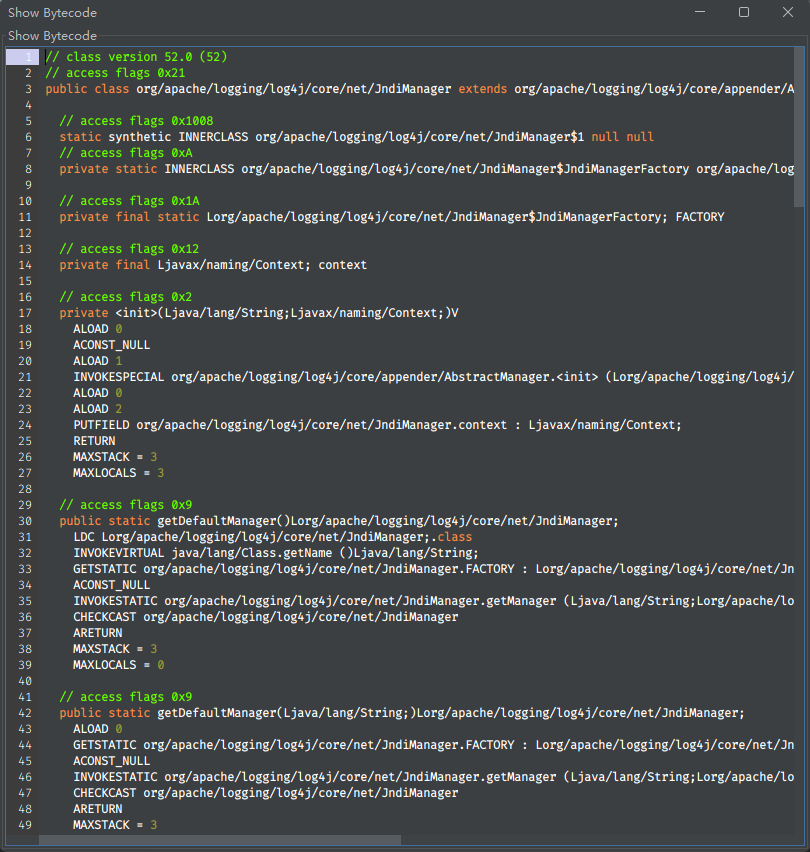 Show Bytecode
Show Bytecode
1 // class version 52.0 (52)
2 // access flags 0x21
3 public class org/apache/logging/log4j/core/net/JndiManager extends org/apache/logging/log4j/core/appender/A
4
5 // access flags 0x1008
6 static synthetic INNERCLASS org/apache/logging/log4j/core/net/JndiManager$1 null null
7 // access flags 0xA
8 private static INNERCLASS org/apache/logging/log4j/core/net/JndiManager$JndiManagerFactory org/apache/log
9
10 // access flags 0x1A
11 private final static Lorg/apache/logging/log4j/core/net/JndiManager$JndiManagerFactory; FACTORY
12
13 // access flags 0x12
14 private final Ljavax/naming/Context; context
15
16 // access flags 0x2
17 private <init>(Ljava/lang/String;Ljavax/naming/Context;)V
18 ALOAD 0
19 ACONST_NULL
20 ALOAD 1
21 INVOKESPECIAL org/apache/logging/log4j/core/appender/AbstractManager.<init> (Lorg/apache/logging/log4j/
22 ALOAD 0
23 ALOAD 2
24 PUTFIELD org/apache/logging/log4j/core/net/JndiManager.context : Ljavax/naming/Context;
25 RETURN
26 MAXSTACK = 3
27 MAXLOCALS = 3
28
29 // access flags 0x9
30 public static getDefaultManager()Lorg/apache/logging/log4j/core/net/JndiManager;
31 LDC Lorg/apache/logging/log4j/core/net/JndiManager;.class
32 INVOKEVIRTUAL java/lang/Class.getName ()Ljava/lang/String;
33 GETSTATIC org/apache/logging/log4j/core/net/JndiManager.FACTORY : Lorg/apache/logging/log4j/core/net/Jn
34 ACONST_NULL
35 INVOKESTATIC org/apache/logging/log4j/core/net/JndiManager.getManager (Ljava/lang/String;Lorg/apache/lo
36 CHECKCAST org/apache/logging/log4j/core/net/JndiManager
37 ARETURN
38 MAXSTACK = 3
39 MAXLOCALS = 0
40
41 // access flags 0x9
42 public static getDefaultManager(Ljava/lang/String;)Lorg/apache/logging/log4j/core/net/JndiManager;
43 ALOAD 0
44 GETSTATIC org/apache/logging/log4j/core/net/JndiManager.FACTORY : Lorg/apache/logging/log4j/core/net/Jn
45 ACONST_NULL
46 INVOKESTATIC org/apache/logging/log4j/core/net/JndiManager.getManager (Ljava/lang/String;Lorg/apache/lo
47 CHECKCAST org/apache/logging/log4j/core/net/JndiManager
48 ARETURN
49 MAXSTACK = 3